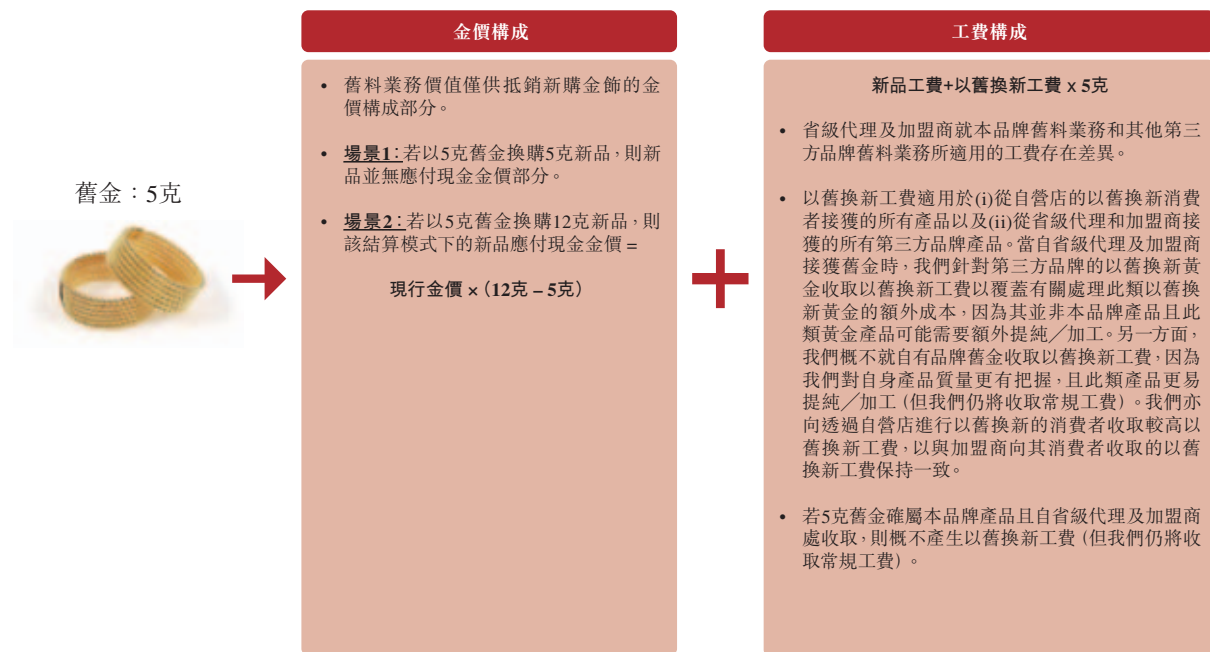 舊金：5克
金價構成
• 舊料業務價值僅供抵銷新購金飾的金
價構成部分。
• 場景1：若以5克舊金換購5克新品，則新
品並無應付現金金價部分。
• 場景2：若以5克舊金換購12克新品，則
該結算模式下的新品應付現金金價 =
現行金價 × (12克 – 5克)
工費構成
新品工費+以舊換新工費 x 5克
• 省級代理及加盟商就本品牌舊料業務和其他第三
方品牌舊料業務所適用的工費存在差異。
• 以舊換新工費適用於(i)從自營店的以舊換新消費
者接獲的所有產品以及(ii)從省級代理和加盟商接
獲的所有第三方品牌產品。當自省級代理及加盟商
接獲舊金時，我們針對第三方品牌的以舊換新黃
金收取以舊換新工費以覆蓋有關處理此類以舊換
新黃金的額外成本，因為其並非本品牌產品且此
類黃金產品可能需要額外提純╱加工。另一方面，
我們概不就自有品牌舊金收取以舊換新工費，因為
我們對自身產品質量更有把握，且此類產品更易
提純╱加工（但我們仍將收取常規工費）。我們亦
向透過自營店進行以舊換新的消費者收取較高以
舊換新工費，以與加盟商向其消費者收取的以舊
換新工費保持一致。
• 若5克舊金確屬本品牌產品且自省級代理及加盟商
處收取，則概不產生以舊換新工費（但我們仍將收
取常規工費）。